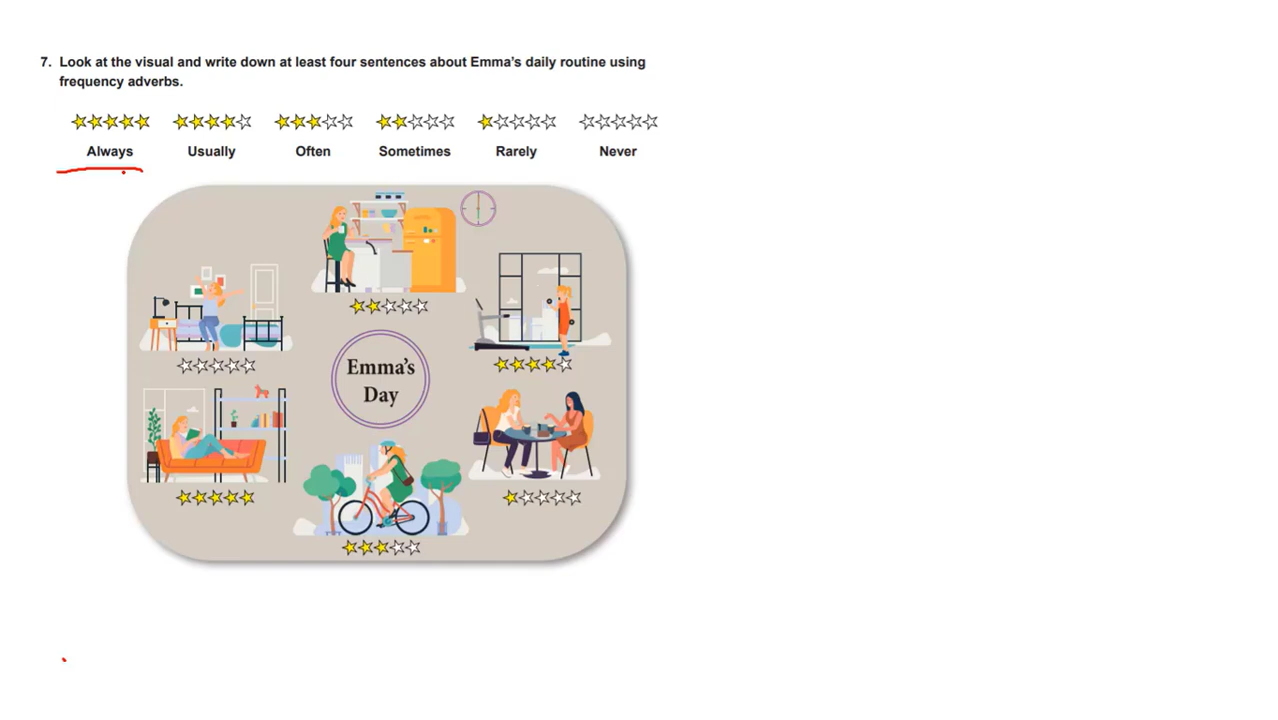 7. Look at the visual and write down at least four sentences about Emma's daily routine using
frequency adverbs.
Always Usually Often Sometimes Rarely Never
Emma's
Day